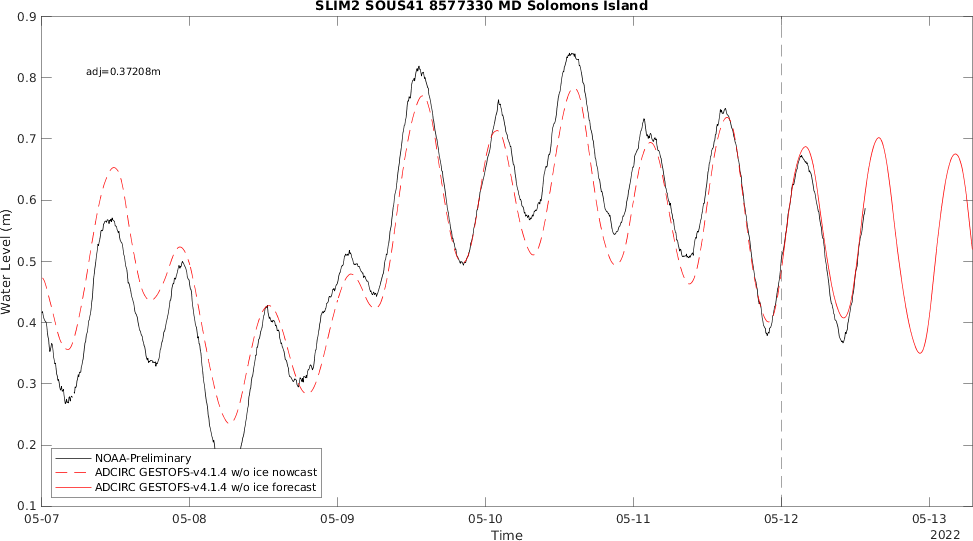 SLIM2 SOUS41 8577330 MD Solomons Island
adj=0.37208m
Water Level (m)
0.9
0.8
0.7
0.6
0.5
0.4
0.3
0.2
0.1
NOAA-Preliminary
ADCIRC GESTOFS-v4.1.4 w/o ice nowcast
ADCIRC GESTOFS-v4.1.4 w/o ice forecast
05-07 05-08 05-09 05-10 05-11 05-12 05-13
Time
2022